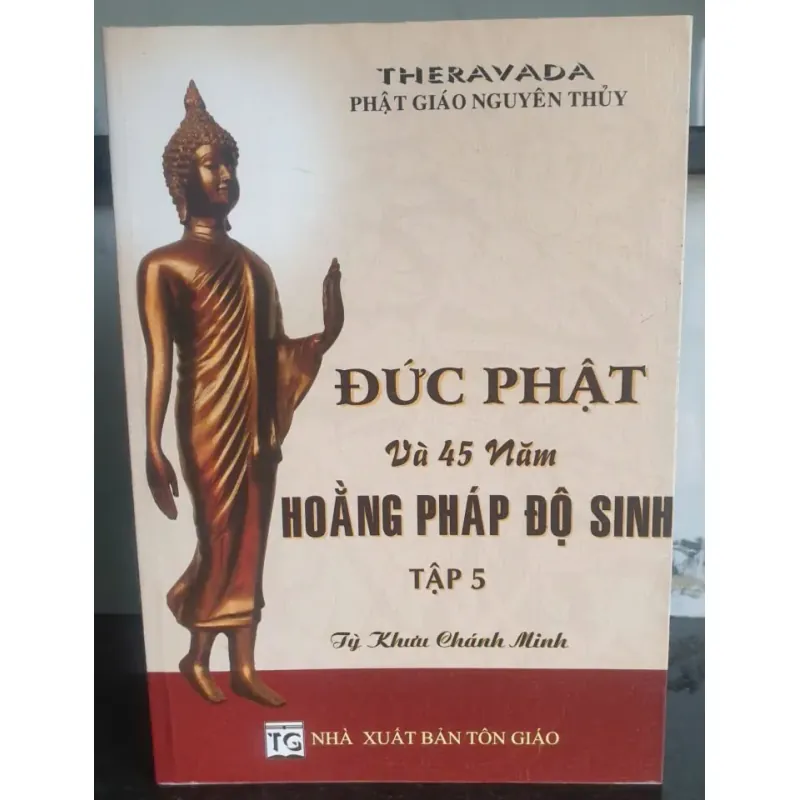 THERAVADA
PHẬT GIÁO NGUYÊN THỦY
ĐỨC PHẬT
Và 45 Năm
HOẰNG PHÁP ĐỘ SINH
TẬP 5
Tỳ Khưu Chánh Minh
TG NHÀ XUẤT BẢN TÔN GIÁO